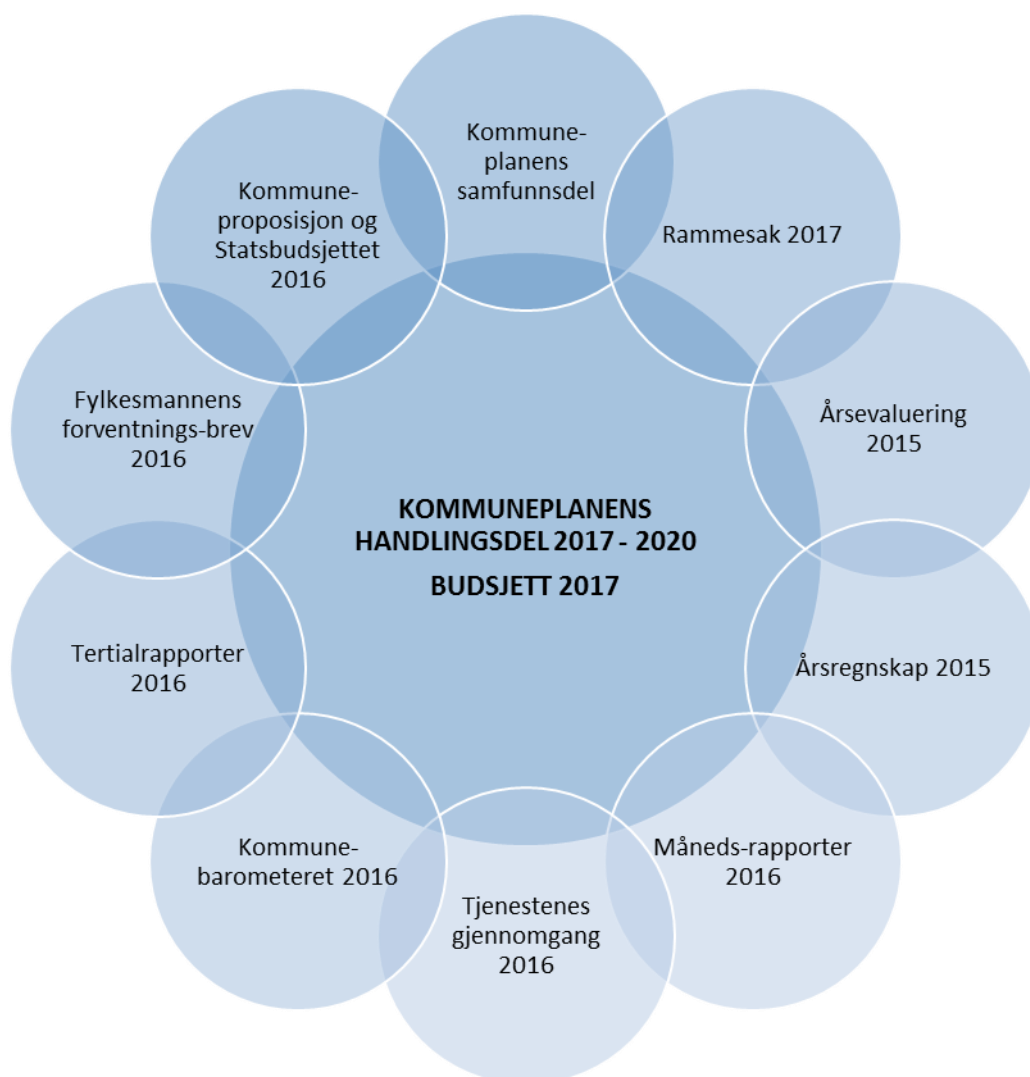 Kommune-
planens
samfunnsdel
Rammesak 2017
Årsevaluering
2015
Årsregnskap 2015
Måneds-rapporter
2016
Tjenestenes
gjennomgang
2016
Kommune-
barometeret 2016
Tertialrapporter
2016
Fylkesmannens
forventnings-brev
2016
Kommune-
proposisjon og
Statsbudsjettet
2016
KOMMUNEPLANENS
HANDLINGSDEL 2017 - 2020
BUDSJETT 2017